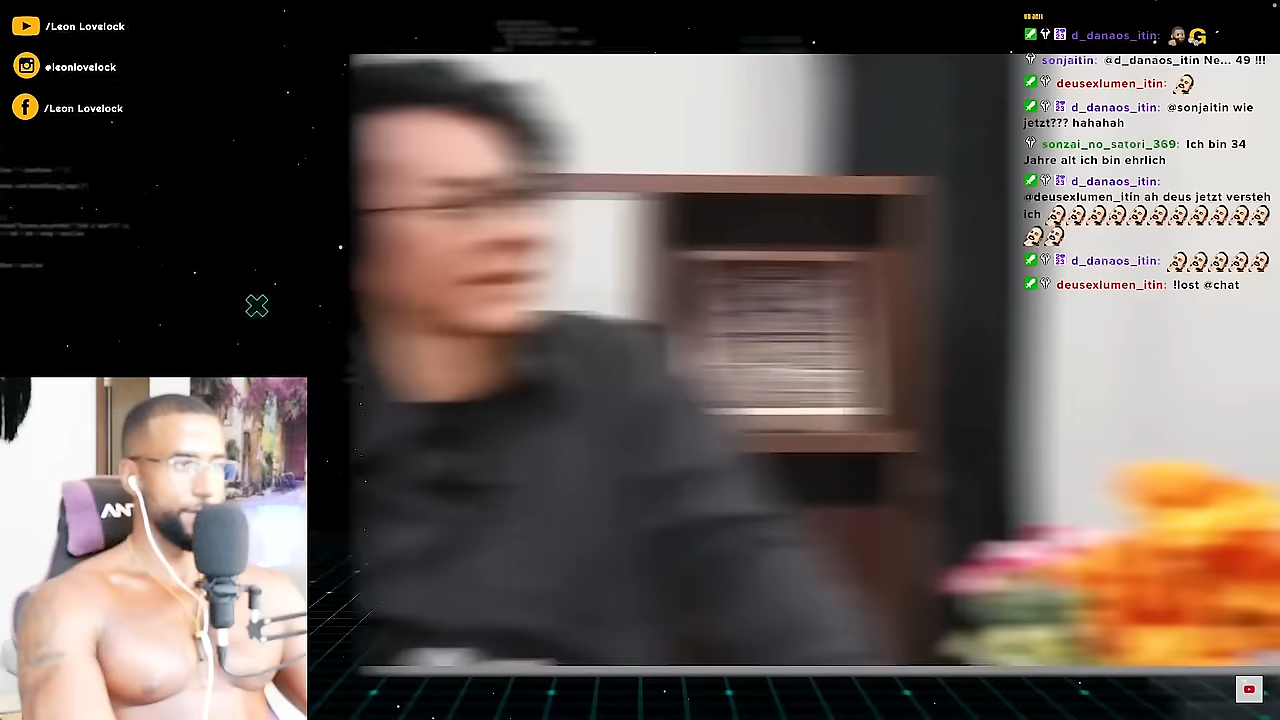 /Leon Lovelock
@leonlovelock
/Leon Lovelock
AN
d_danaos_itin:
sonjaitin: @d_danaos_itin Ne... 49 !!!
deusexlumen_itin:
d_danaos_itin: @sonjaitin wie
jetzt??? hahahah
sonzai_no_satori_369: Ich bin 34
Jahre alt ich bin ehrlich
d_danaos_itin:
@deusexlumen_itin ah deus jetzt versteh
ich
d_danaos_itin:
deusexlumen_itin: !lost @chat